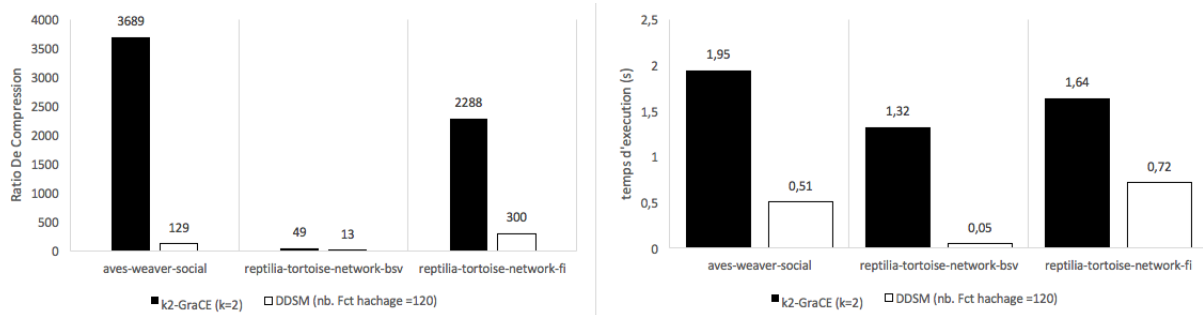 Ratio De Compression
4000
3500
3000
2500
2000
1500
1000
500
0
3689
129
49
13
2288
300
aves-weaver-social
reptilia-tortoise-network-bsv
reptilia-tortoise-network-fi
k2-GraCE (k=2)
DDSM (nb. Fct hachage =120)
temps d'execution (s)
2,5
2
1,5
1
0,5
0
1,95
0,51
1,32
0,05
1,64
0,72
aves-weaver-social
reptilia-tortoise-network-bsv
reptilia-tortoise-network-fi
k2-GraCE (k=2)
DDSM (nb. Fct hachage =120)